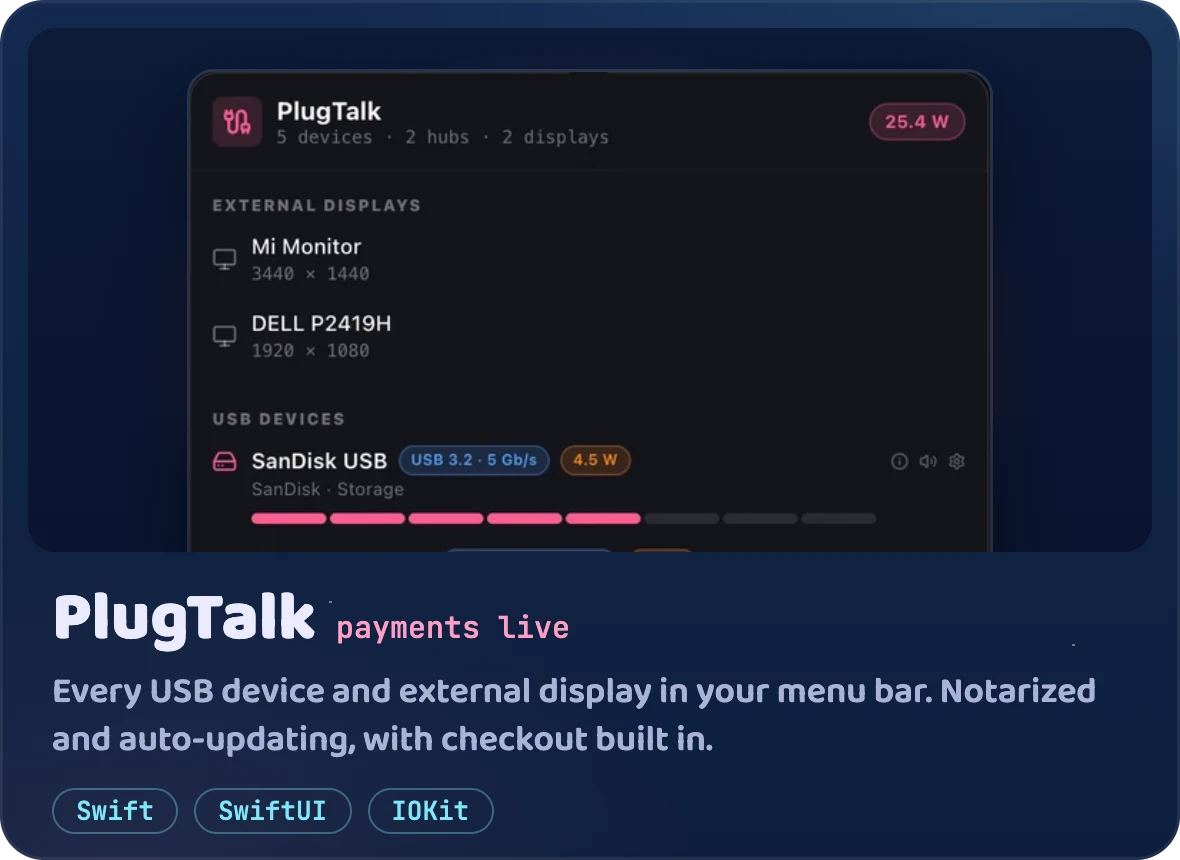 PlugTalk
5 devices · 2 hubs · 2 displays
25.4 W
EXTERNAL DISPLAYS
Mi Monitor
3440 × 1440
DELL P2419H
1920 × 1080
USB DEVICES
SanDisk USB USB 3.2 · 5 Gb/s 4.5 W
SanDisk · Storage
PlugTalk payments live
Every USB device and external display in your menu bar. Notarized
and auto-updating, with checkout built in.
Swift SwiftUI IOKit